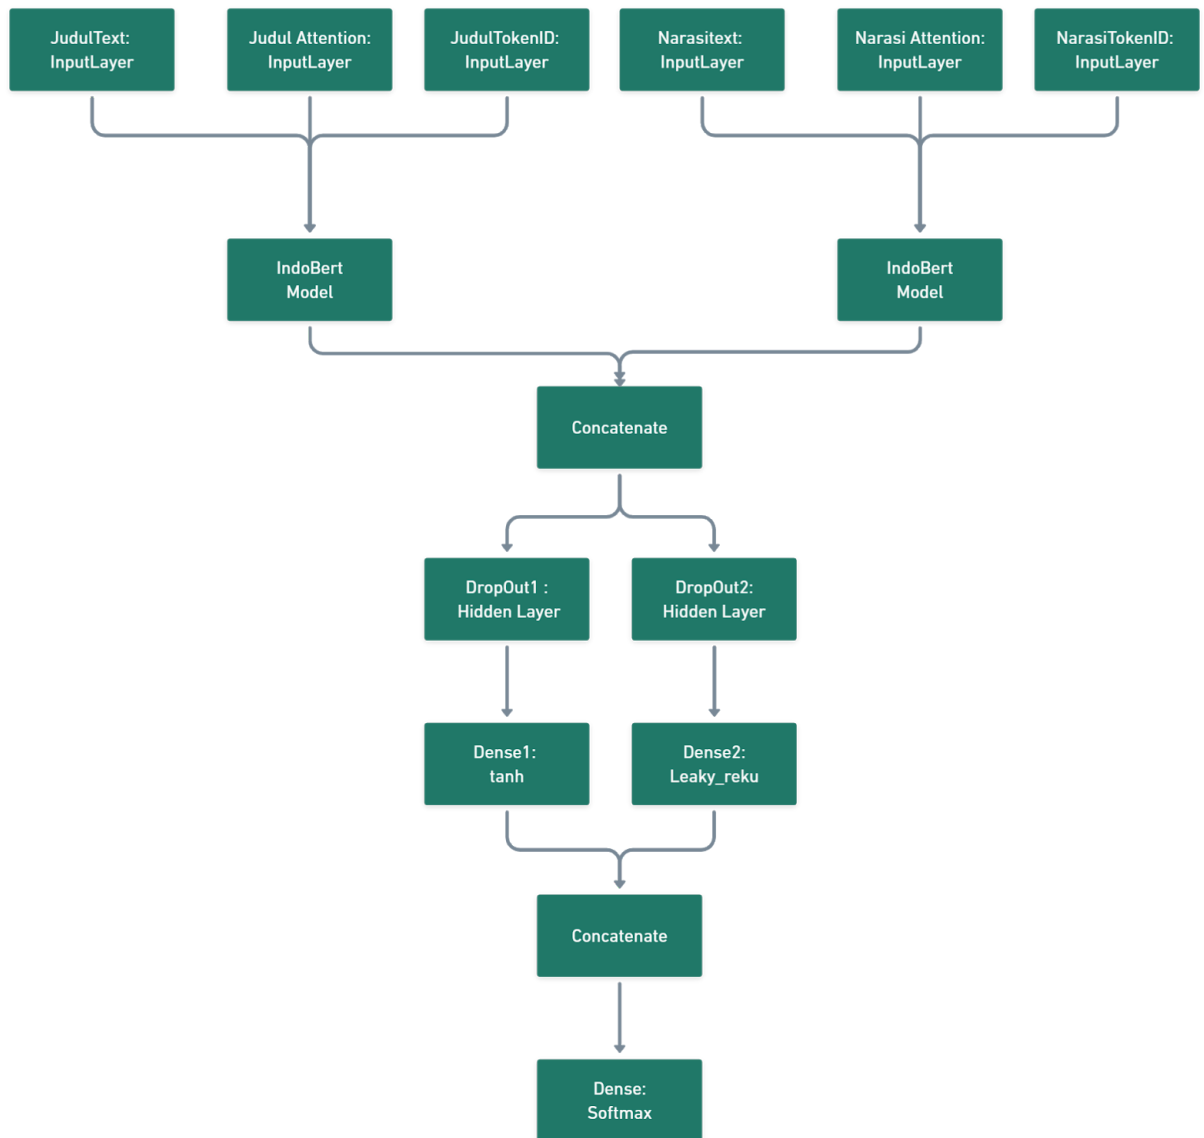 JudulText:
InputLayer
Judul Attention:
InputLayer
JudulTokenID:
InputLayer
Narasitext:
InputLayer
Narasi Attention:
InputLayer
NarasiTokenID:
InputLayer
IndoBert
Model
IndoBert
Model
Concatenate
DropOut1 :
Hidden Layer
DropOut2:
Hidden Layer
Dense1:
tanh
Dense2:
Leaky_reku
Concatenate
Dense:
Softmax